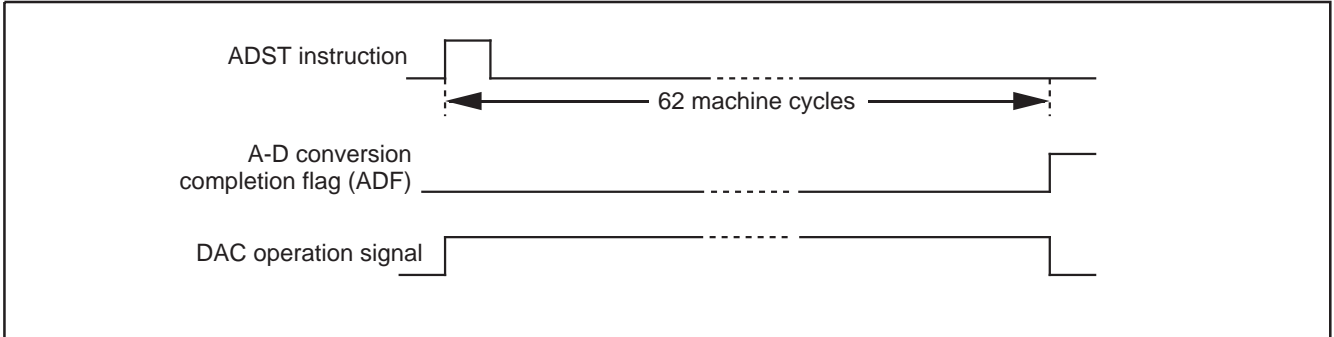 ADST instruction
62 machine cycles
A-D conversion
completion flag (ADF)
DAC operation signal